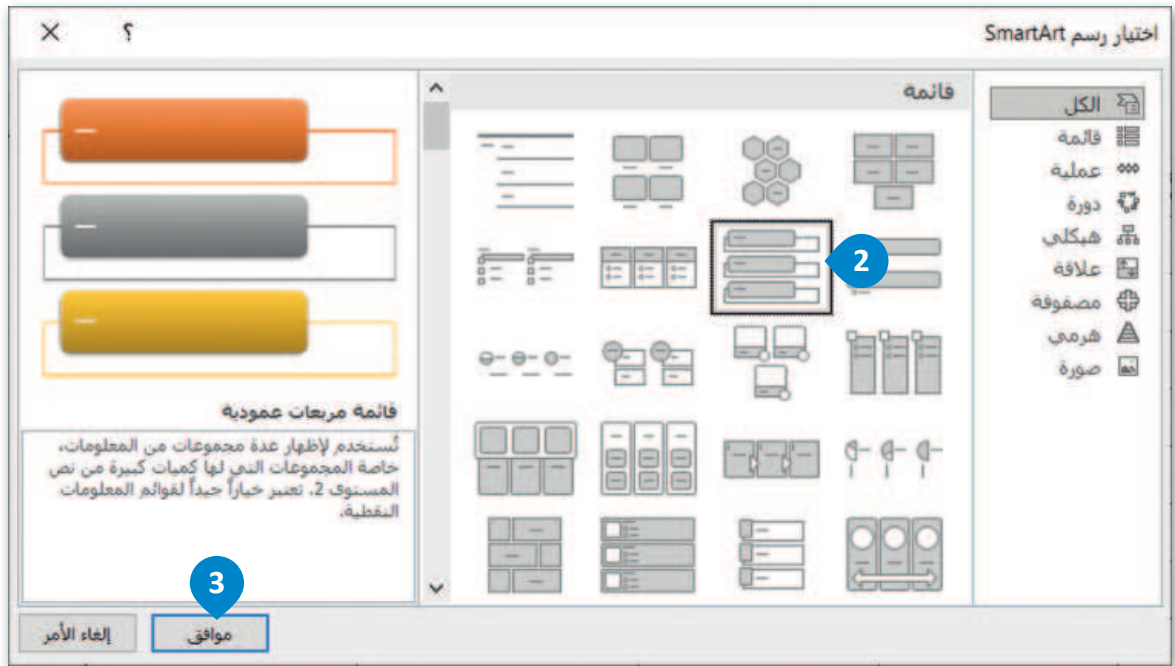 اختيار رسم SmartArt
؟
الكل
قائمة
عملية
دورة
هيكلي
علاقة
مصفوفة
هرمي
صورة
قائمة
2
قائمة مربعات عمودية
تُستخدم لإظهار عدة مجموعات من المعلومات،
خاصة المجموعات التي لها كميات كبيرة من نص
المستوى 2. تعتبر خياراً جيداً لقوائم المعلومات
النقطية.
3
موافق
إلغاء الأمر